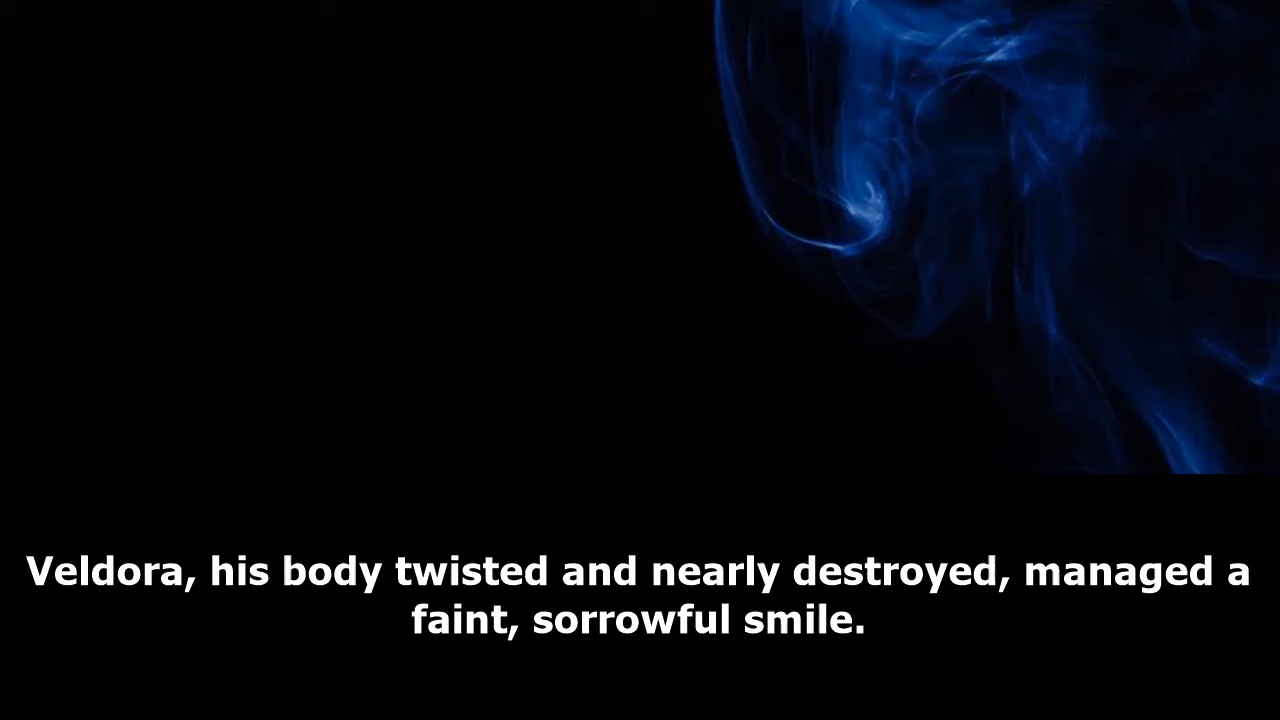 Veldora, his body twisted and nearly destroyed, managed a
faint, sorrowful smile.